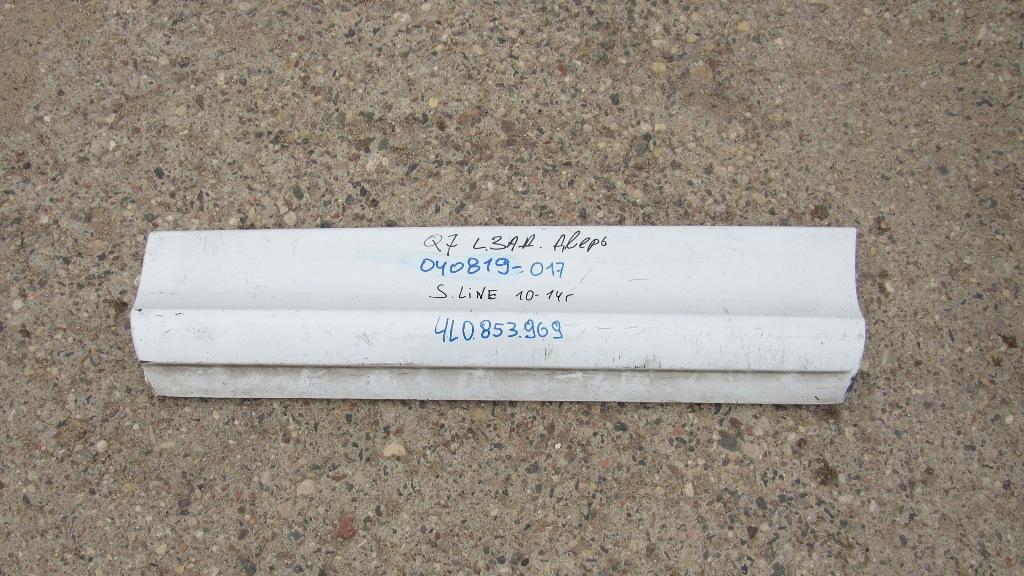 Q7 L.ЗАД. Дверь
040819-017
S.LINE 10-14г
4L0.853.969